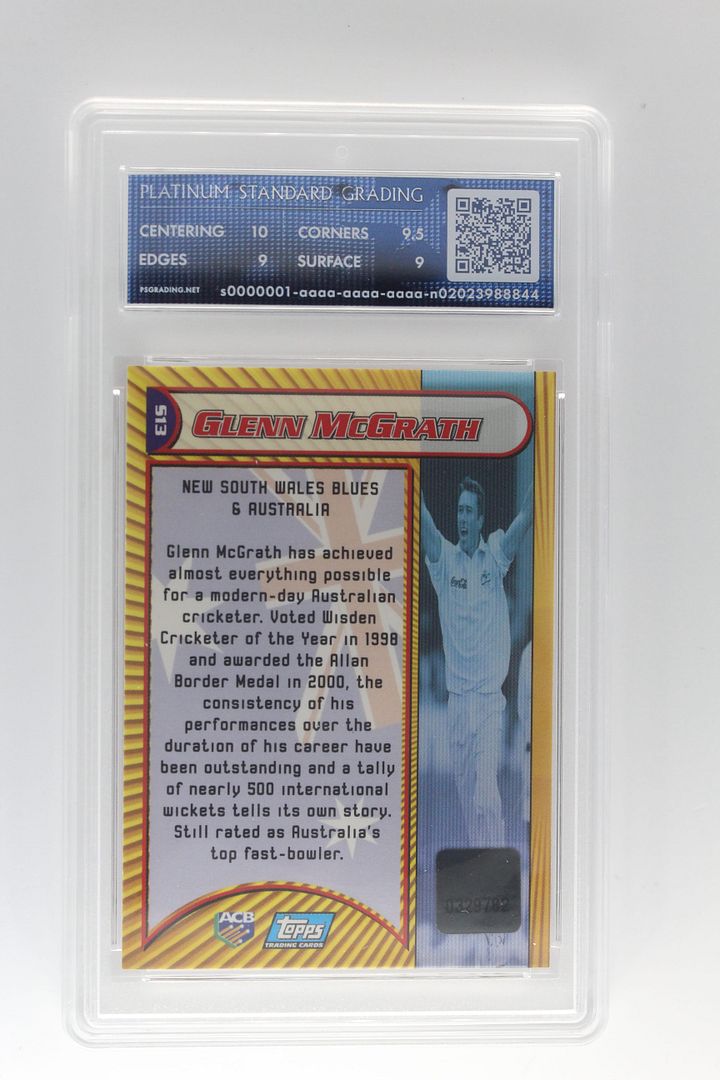 PLATINUM STANDARD GRADING
CENTERING 10 CORNERS 9.5
EDGES 9 SURFACE 9
PSGRADING.NET s0000001-aaaa-aaaa-aaaa-n02023988844
S13
GLENN MCGRATH
NEW SOUTH WALES BLUES
& AUSTRALIA
Glenn McGrath has achieved
almost everything possible
for a modern-day Australian
cricketer. Voted Wisden
Cricketer of the Year in 1998
and awarded the Allan
Border Medal in 2000, the
consistency of his
performances over the
duration of his career have
been outstanding and a tally
of nearly 500 international
wickets tells its own story.
Still rated as Australia's
top fast-bowler.
ACB
Topps
TRADING CARDS